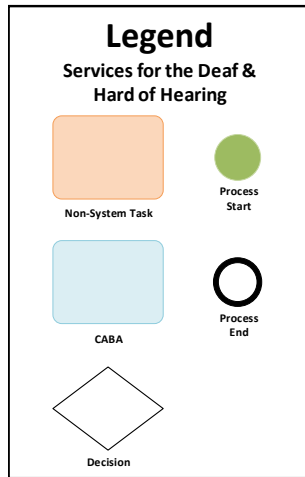 Legend
Services for the Deaf &
Hard of Hearing
Non-System Task
Process
Start
CABA
Process
End
Decision